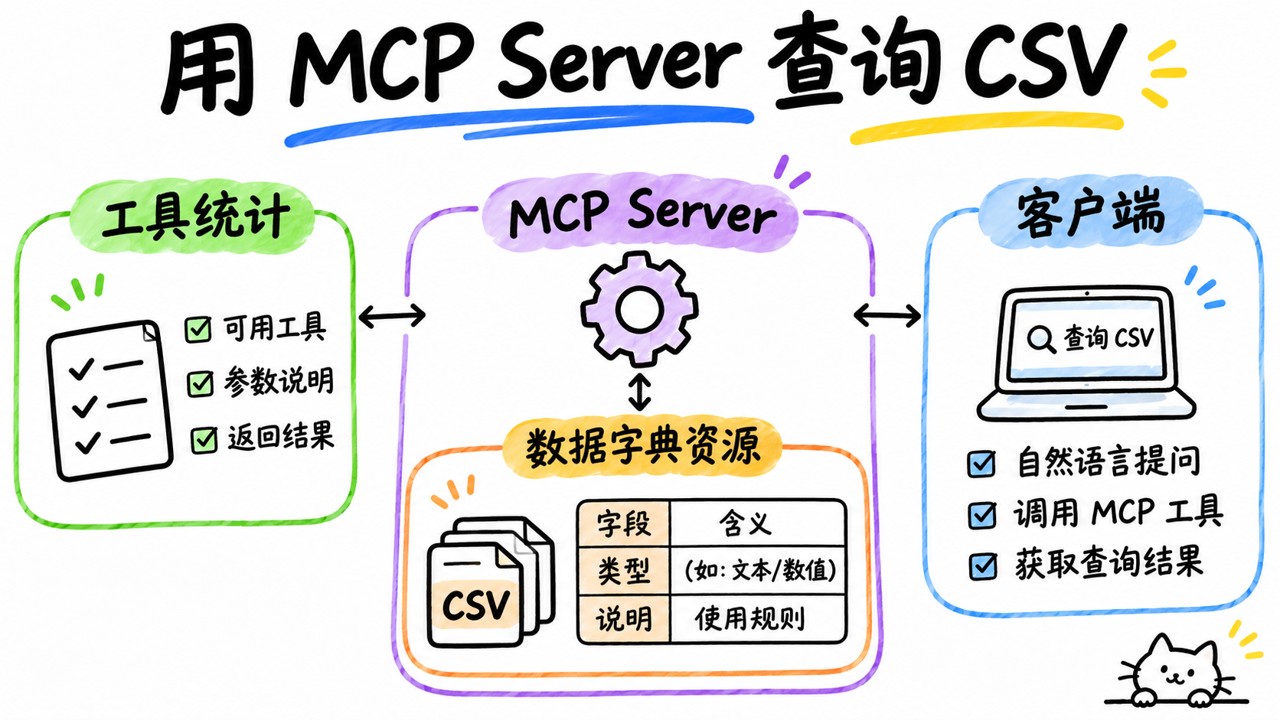 用 MCP Server 查询 CSV
工具统计
可用工具
参数说明
返回结果
MCP Server
数据字典资源
CSV
字段 含义
类型 (如: 文本/数值)
说明 使用规则
客户端
查询 CSV
自然语言提问
调用 MCP 工具
获取查询结果